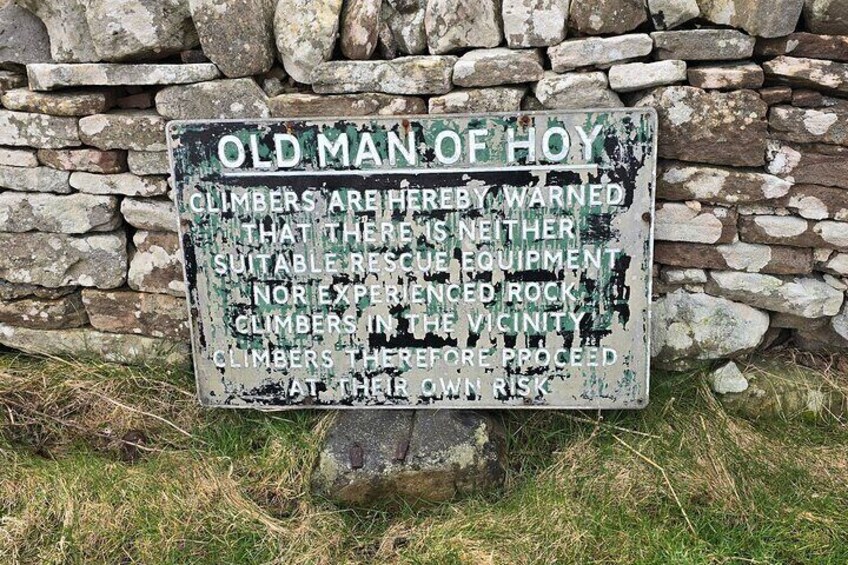 OLD MAN OF HOY
CLIMBERS ARE HEREBY WARNED
THAT THERE IS NEITHER
SUITABLE RESCUE EQUIPMENT
NOR EXPERIENCED ROCK
CLIMBERS IN THE VICINITY
CLIMBERS THEREFORE PROCEED
AT THEIR OWN RISK